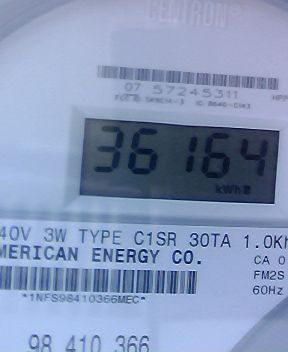 CENTRON®
07 57245311
36164
kWh
40V 3W TYPE C1SR 30TA 1.0Kh
MERICAN ENERGY CO.
CA 0
FM2S
60Hz
*1NFS98410366MEC*
98 410 366